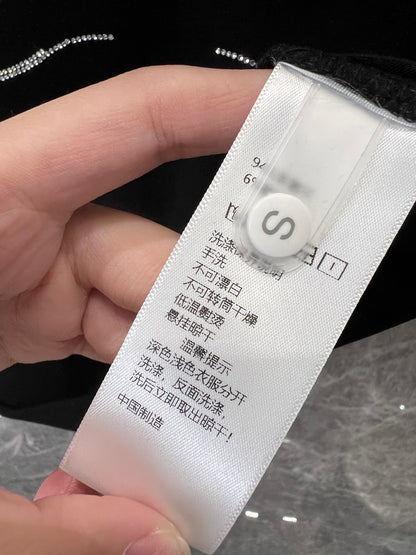 S
洗涤
手洗
不可漂白
不可转筒干燥
低温熨烫
悬挂晾干
温馨提示
深色浅色衣服分开
洗涤，反面洗涤，
洗后立即取出晾干！
中国制造